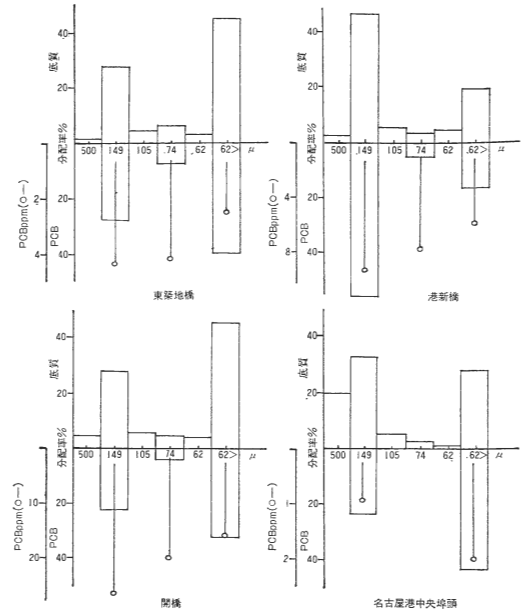 40
20
底質
分配率%
500 149 105 .74 .62 62> μ
20
40
PCB
2
4
PCBppm(O—)
東築地橋
40
20
底質
分配率%
500 .149 105 74 62 .62> μ
20
40
PCB
4
8
PCBppm(O—)
港新橋
40
20
底質
分配率%
500 149 105 74 62 62> μ
20
40
PCB
10
20
PCBppm(O—)
開橋
40
20
底質
分配率%
500 149 105 74 62 .62> μ
20
40
PCB
1
2
PCBppm(O—)
名古屋港中央埠頭